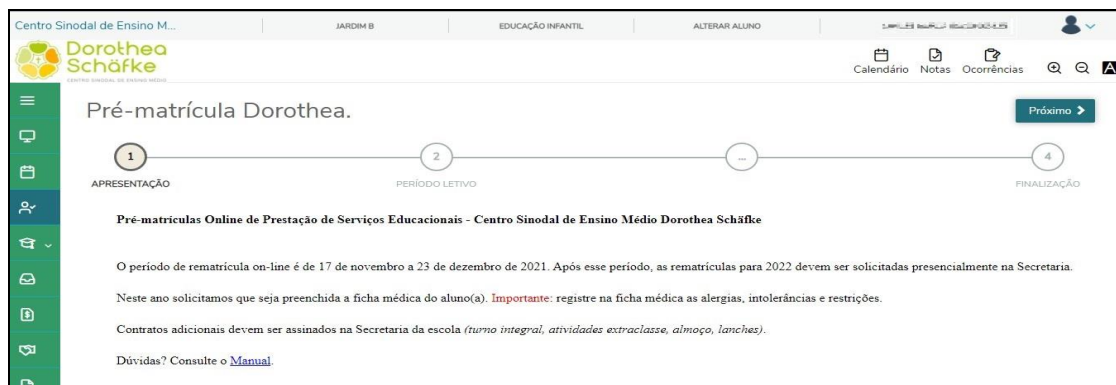 Centro Sinodal de Ensino M... JARDIM B EDUCAÇÃO INFANTIL ALTERAR ALUNO
Dorothea
Schäfke
CENTRO SINODAL DE ENSINO MÉDIO
Calendário Notas Ocorrências A
Pré-matrícula Dorothea.
Próximo
1 2 ... 4
APRESENTAÇÃO PERÍODO LETIVO FINALIZAÇÃO
Pré-matrículas Online de Prestação de Serviços Educacionais - Centro Sinodal de Ensino Médio Dorothea Schäfke
O período de rematrícula on-line é de 17 de novembro a 23 de dezembro de 2021. Após esse período, as rematrículas para 2022 devem ser solicitadas presencialmente na Secretaria.
Neste ano solicitamos que seja preenchida a ficha médica do aluno(a). Importante: registre na ficha médica as alergias, intolerâncias e restrições.
Contratos adicionais devem ser assinados na Secretaria da escola (turno integral, atividades extraclasse, almoço, lanches).
Dúvidas? Consulte o Manual.